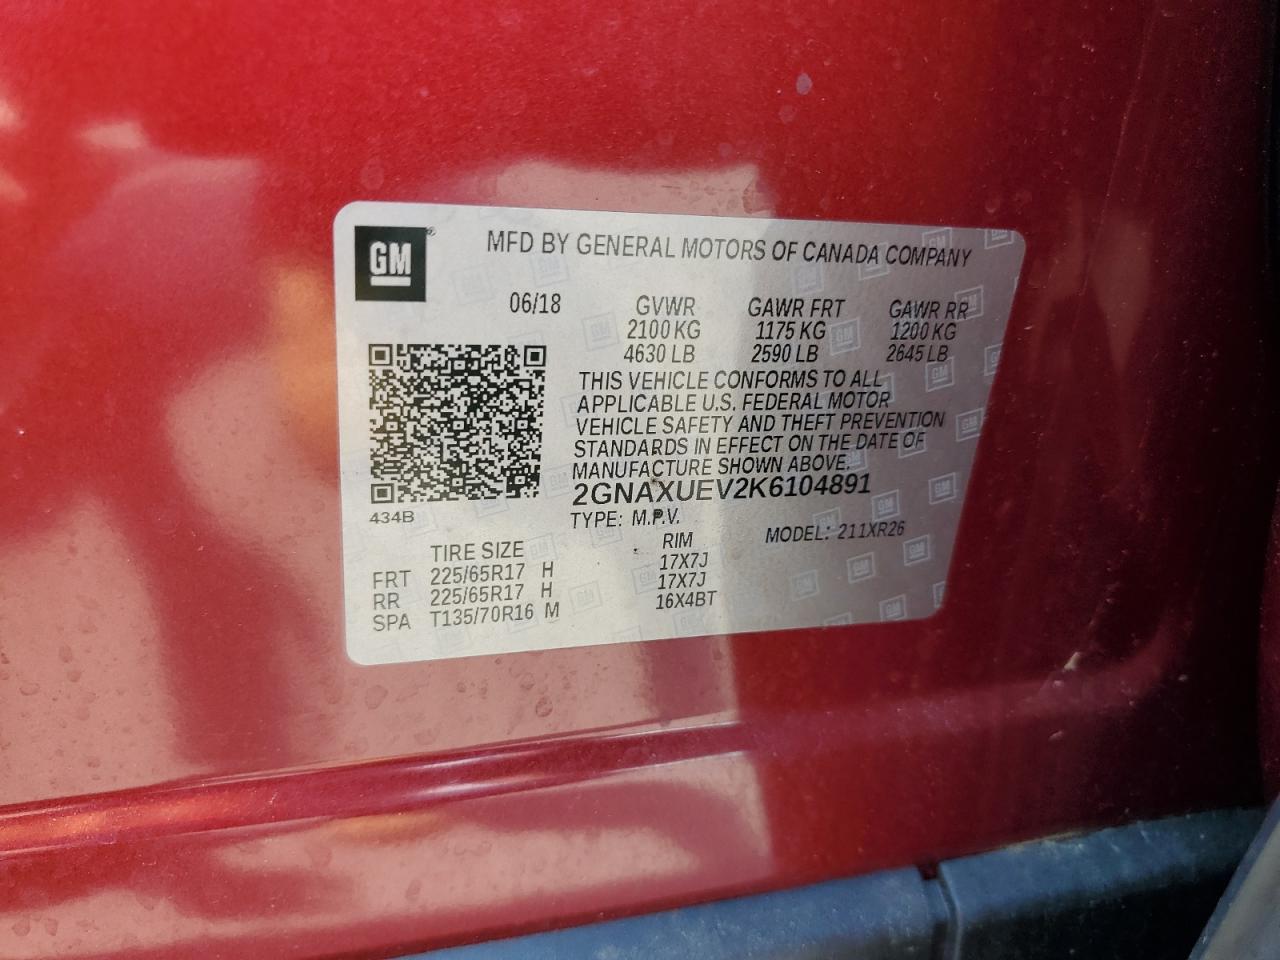 GM
MFD BY GENERAL MOTORS OF CANADA COMPANY
06/18 GVWR GAWR FRT GAWR RR
2100 KG 1175 KG 1200 KG
4630 LB 2590 LB 2645 LB
THIS VEHICLE CONFORMS TO ALL
APPLICABLE U.S. FEDERAL MOTOR
VEHICLE SAFETY AND THEFT PREVENTION
STANDARDS IN EFFECT ON THE DATE OF
MANUFACTURE SHOWN ABOVE.
2GNAXUEV2K6104891
434B
TYPE: M.P.V. MODEL: 211XR26
TIRE SIZE RIM
FRT 225/65R17 H 17X7J
RR 225/65R17 H 17X7J
SPA T135/70R16 M 16X4BT